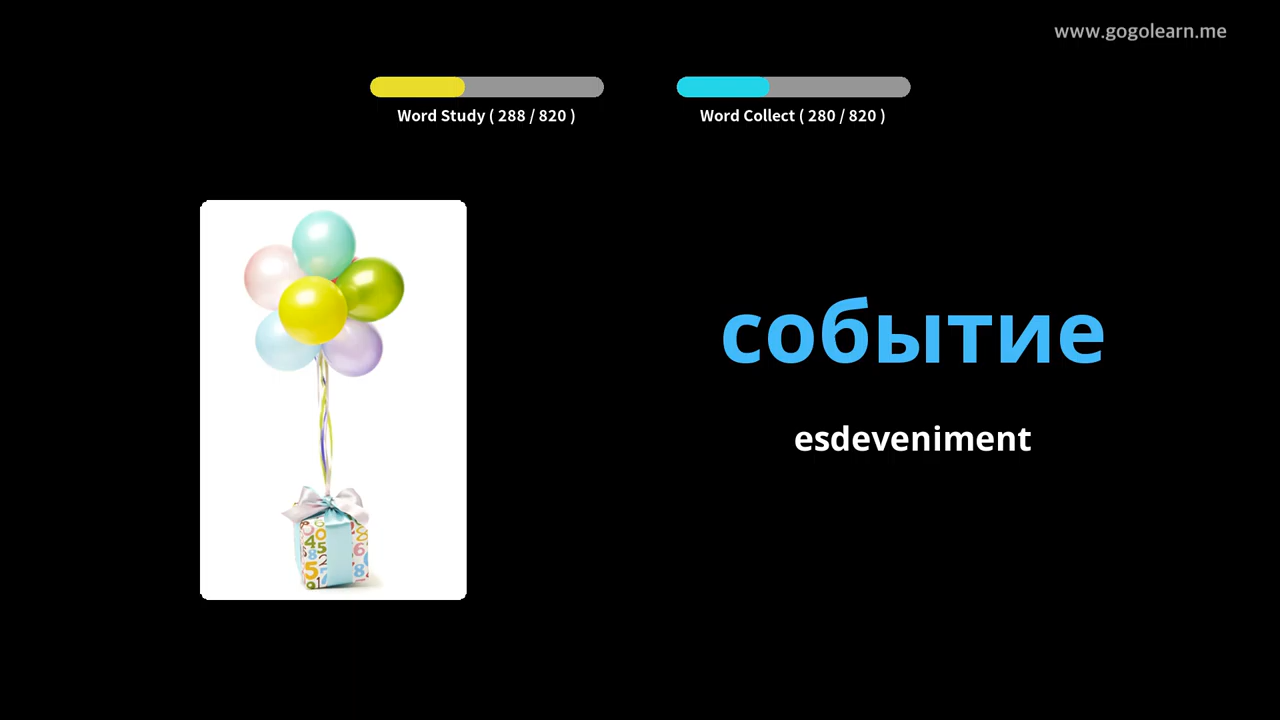 www.gogolearn.me
Word Study ( 288 / 820 )
Word Collect ( 280 / 820 )
событие
esdeveniment